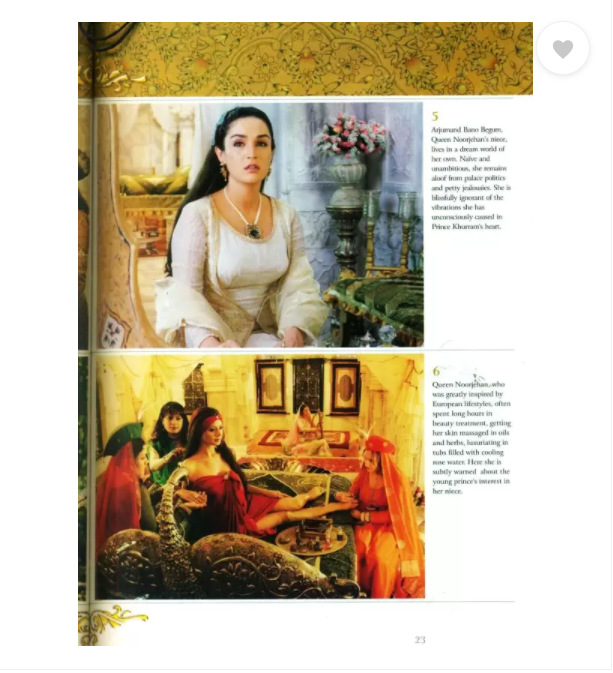 5
Arjumand Bano Begum,
Queen Noorjehan's niece,
lives in a dream world of
her own. Naïve and
unambitious, she remains
aloof from palace politics
and petty jealousies. She is
blissfully ignorant of the
vibrations she has
unconsciously caused in
Prince Khurram's heart.
6
Queen Noorjehan, who
was greatly inspired by
European lifestyles, often
spent long hours in
beauty treatment, getting
her skin massaged in oils
and herbs, luxuriating in
tubs filled with cooling
rose water. Here she is
subtly warned about the
young prince's interest in
her niece.
23